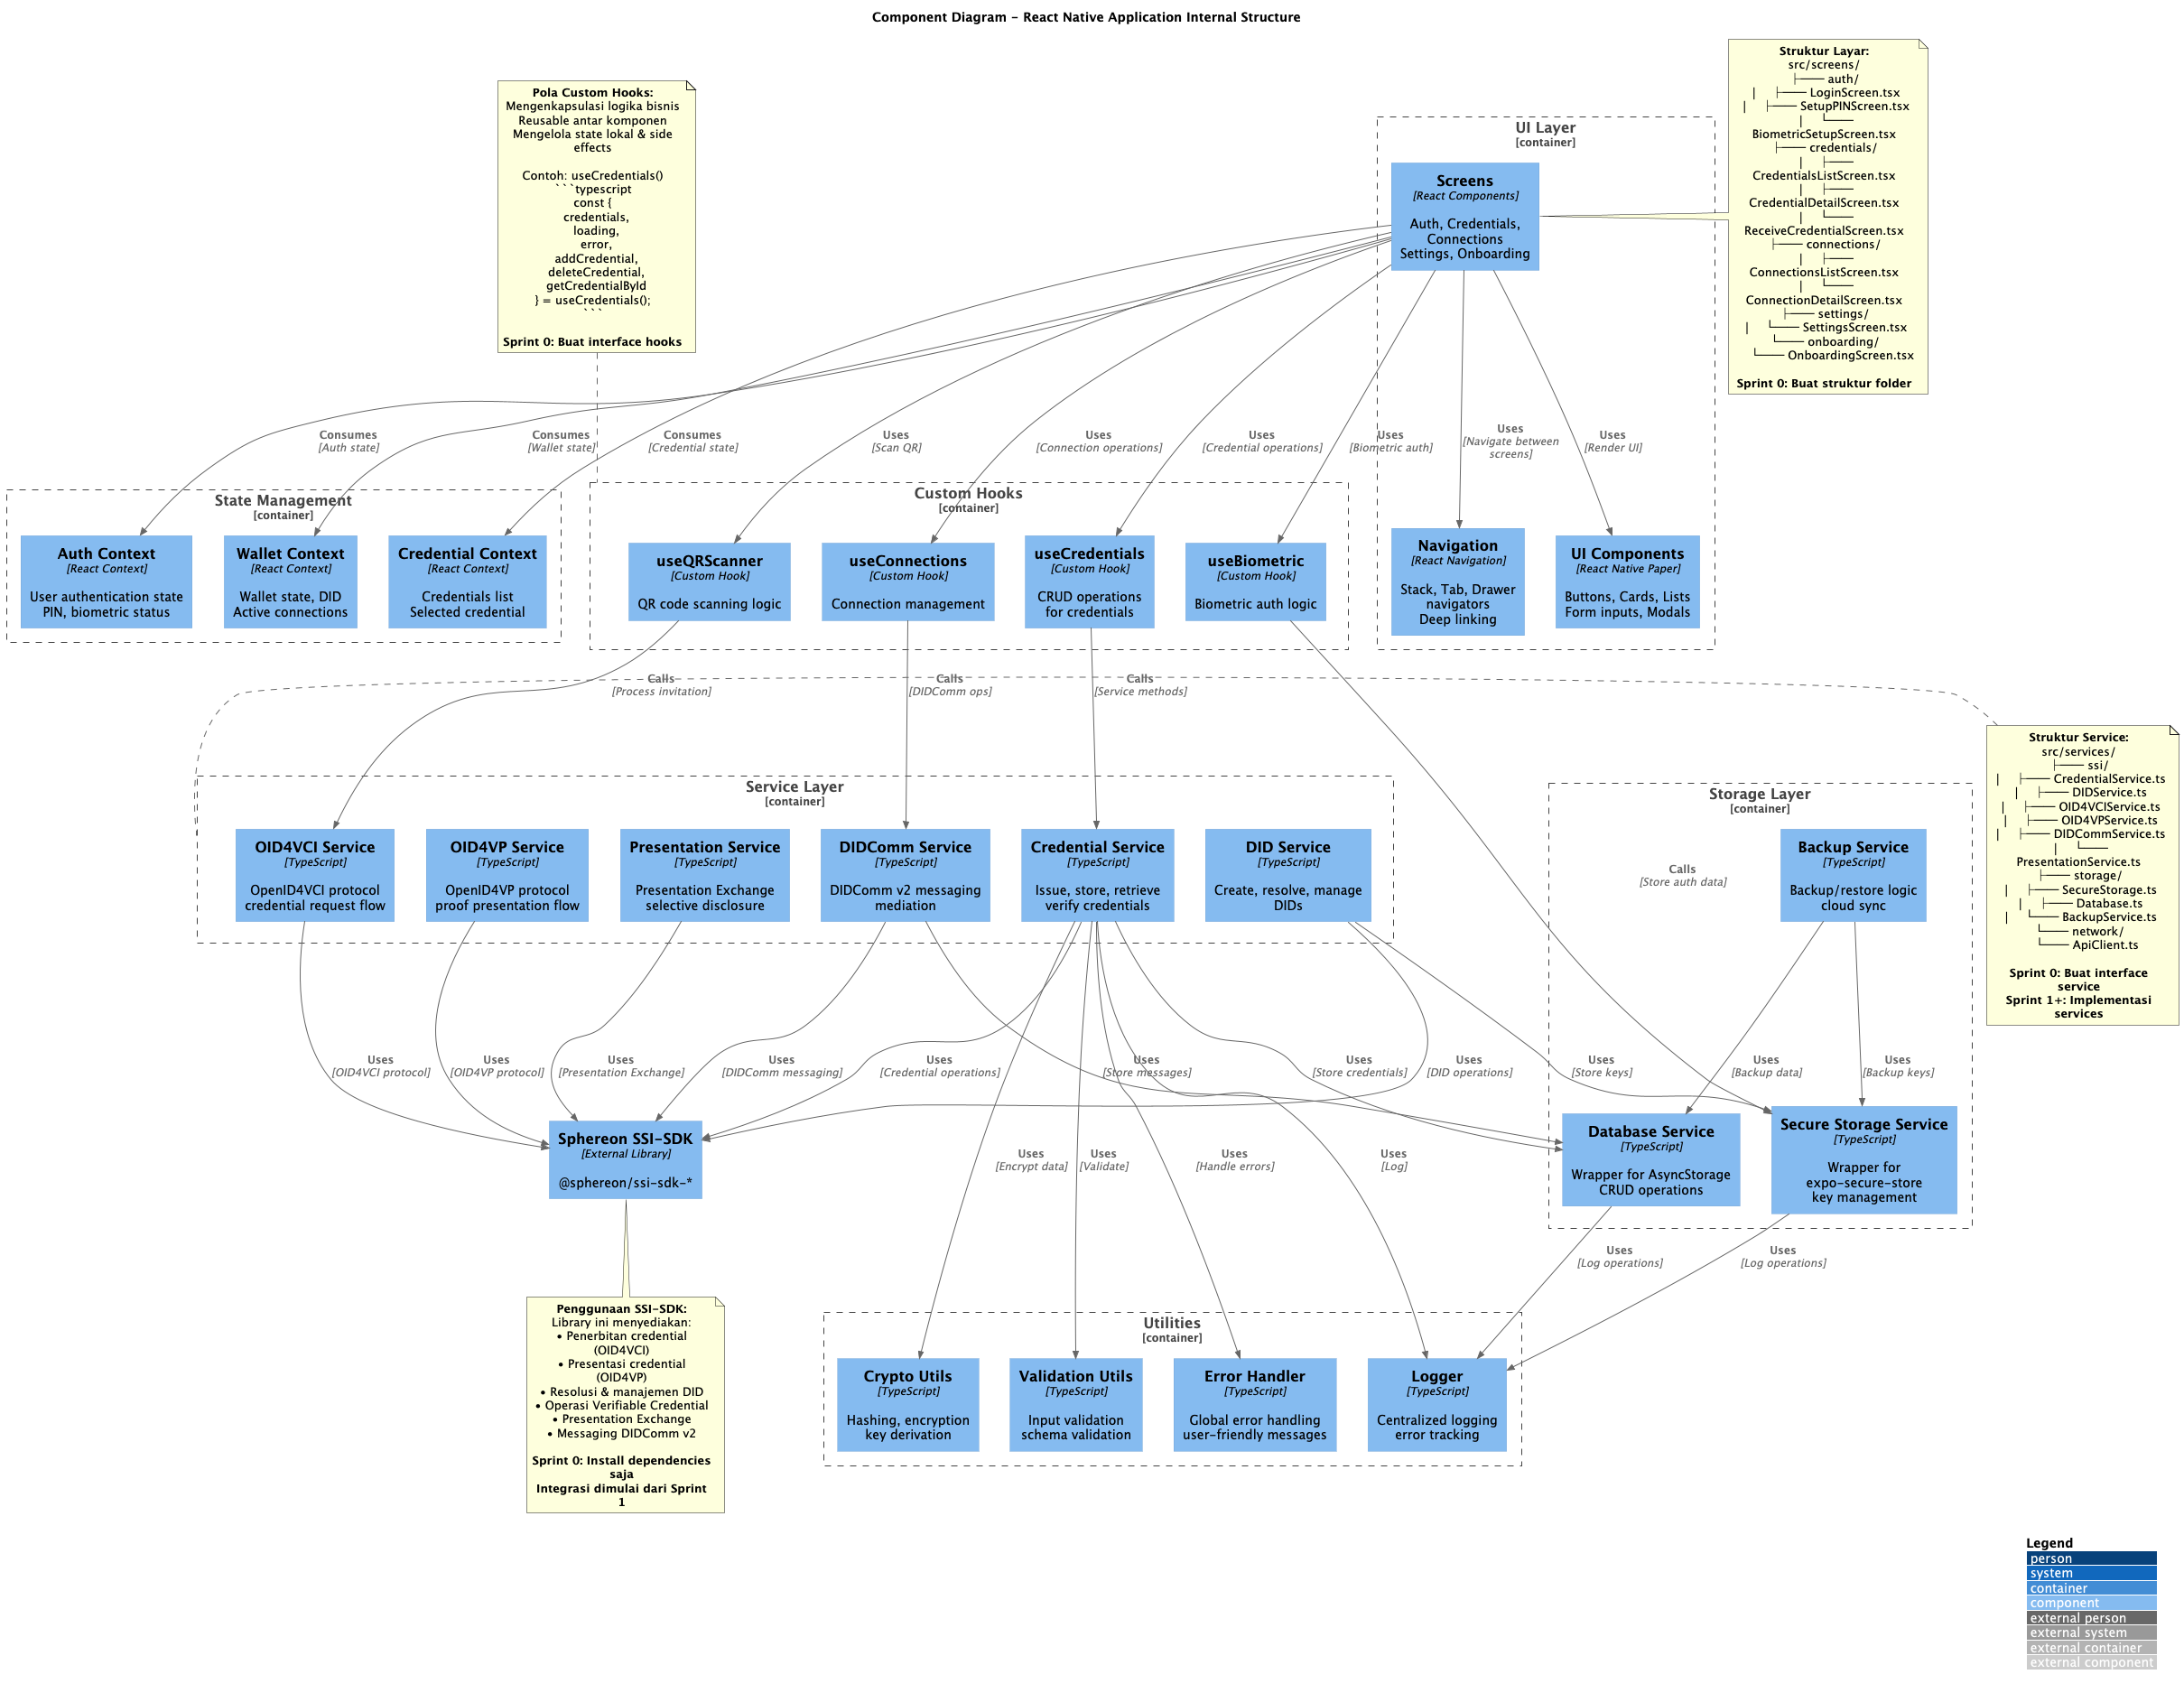 Component Diagram - React Native Application Internal Structure
Struktur Layar:
src/screens/
├─── auth/
│ ├─── LoginScreen.tsx
│ ├─── SetupPINScreen.tsx
│ └───
BiometricSetupScreen.tsx
├─── credentials/
│ ├───
CredentialsListScreen.tsx
│ ├───
CredentialDetailScreen.tsx
│ └───
ReceiveCredentialScreen.tsx
├─── connections/
│ ├───
ConnectionsListScreen.tsx
│ └───
ConnectionDetailScreen.tsx
├─── settings/
│ └─── SettingsScreen.tsx
└─── onboarding/
└─── OnboardingScreen.tsx
Sprint 0: Buat struktur folder
Pola Custom Hooks:
Mengenkapsulasi logika bisnis
Reusable antar komponen
Mengelola state lokal & side
effects
Contoh: useCredentials()
```typescript
const {
credentials,
loading,
error,
addCredential,
deleteCredential,
getCredentialById
} = useCredentials();
```
Sprint 0: Buat interface hooks
UI Layer
[container]
Screens
[React Components]
Auth, Credentials,
Connections
Settings, Onboarding
Consumes
[Auth state]
Consumes
[Wallet state]
Consumes
[Credential state]
Uses
[Scan QR]
Uses
[Connection operations]
Uses
[Credential operations]
Uses
[Biometric auth]
Uses
[Navigate between
screens]
Uses
[Render UI]
State Management
[container]
Auth Context
[React Context]
User authentication state
PIN, biometric status
Wallet Context
[React Context]
Wallet state, DID
Active connections
Credential Context
[React Context]
Credentials list
Selected credential
Custom Hooks
[container]
useQRScanner
[Custom Hook]
QR code scanning logic
useConnections
[Custom Hook]
Connection management
useCredentials
[Custom Hook]
CRUD operations
for credentials
useBiometric
[Custom Hook]
Biometric auth logic
Navigation
[React Navigation]
Stack, Tab, Drawer
navigators
Deep linking
UI Components
[React Native Paper]
Buttons, Cards, Lists
Form inputs, Modals
Calls
[Process invitation]
Calls
[DIDComm ops]
Calls
[Service methods]
Struktur Service:
src/services/
├─── ssi/
│ ├─── CredentialService.ts
│ ├─── DIDService.ts
│ ├─── OID4VCIService.ts
│ ├─── OID4VPService.ts
│ ├─── DIDCommService.ts
│ └───
PresentationService.ts
├─── storage/
│ ├─── SecureStorage.ts
│ ├─── Database.ts
│ └─── BackupService.ts
└─── network/
└─── ApiClient.ts
Sprint 0: Buat interface
service
Sprint 1+: Implementasi
services
Service Layer
[container]
OID4VCI Service
[TypeScript]
OpenID4VCI protocol
credential request flow
OID4VP Service
[TypeScript]
OpenID4VP protocol
proof presentation flow
Presentation Service
[TypeScript]
Presentation Exchange
selective disclosure
DIDComm Service
[TypeScript]
DIDComm v2 messaging
mediation
Credential Service
[TypeScript]
Issue, store, retrieve
verify credentials
DID Service
[TypeScript]
Create, resolve, manage
DIDs
Storage Layer
[container]
Calls
[Store auth data]
Backup Service
[TypeScript]
Backup/restore logic
cloud sync
Uses
[OID4VCI protocol]
Uses
[OID4VP protocol]
Uses
[Presentation Exchange]
Uses
[DIDComm messaging]
Uses
[Credential operations]
Uses
[Store messages]
Uses
[Store credentials]
Uses
[DID operations]
Uses
[Store keys]
Uses
[Backup data]
Uses
[Backup keys]
Sphereon SSI-SDK
[External Library]
@sphereon/ssi-sdk-*
Uses
[Encrypt data]
Uses
[Validate]
Uses
[Handle errors]
Uses
[Log]
Database Service
[TypeScript]
Wrapper for AsyncStorage
CRUD operations
Secure Storage Service
[TypeScript]
Wrapper for
expo-secure-store
key management
Uses
[Log operations]
Uses
[Log operations]
Penggunaan SSI-SDK:
Library ini menyediakan:
• Penerbitan credential
(OID4VCI)
• Presentasi credential
(OID4VP)
• Resolusi & manajemen DID
• Operasi Verifiable Credential
• Presentation Exchange
• Messaging DIDComm v2
Sprint 0: Install dependencies
saja
Integrasi dimulai dari Sprint
1
Utilities
[container]
Crypto Utils
[TypeScript]
Hashing, encryption
key derivation
Validation Utils
[TypeScript]
Input validation
schema validation
Error Handler
[TypeScript]
Global error handling
user-friendly messages
Logger
[TypeScript]
Centralized logging
error tracking
Legend
person
system
container
component
external person
external system
external container
external component